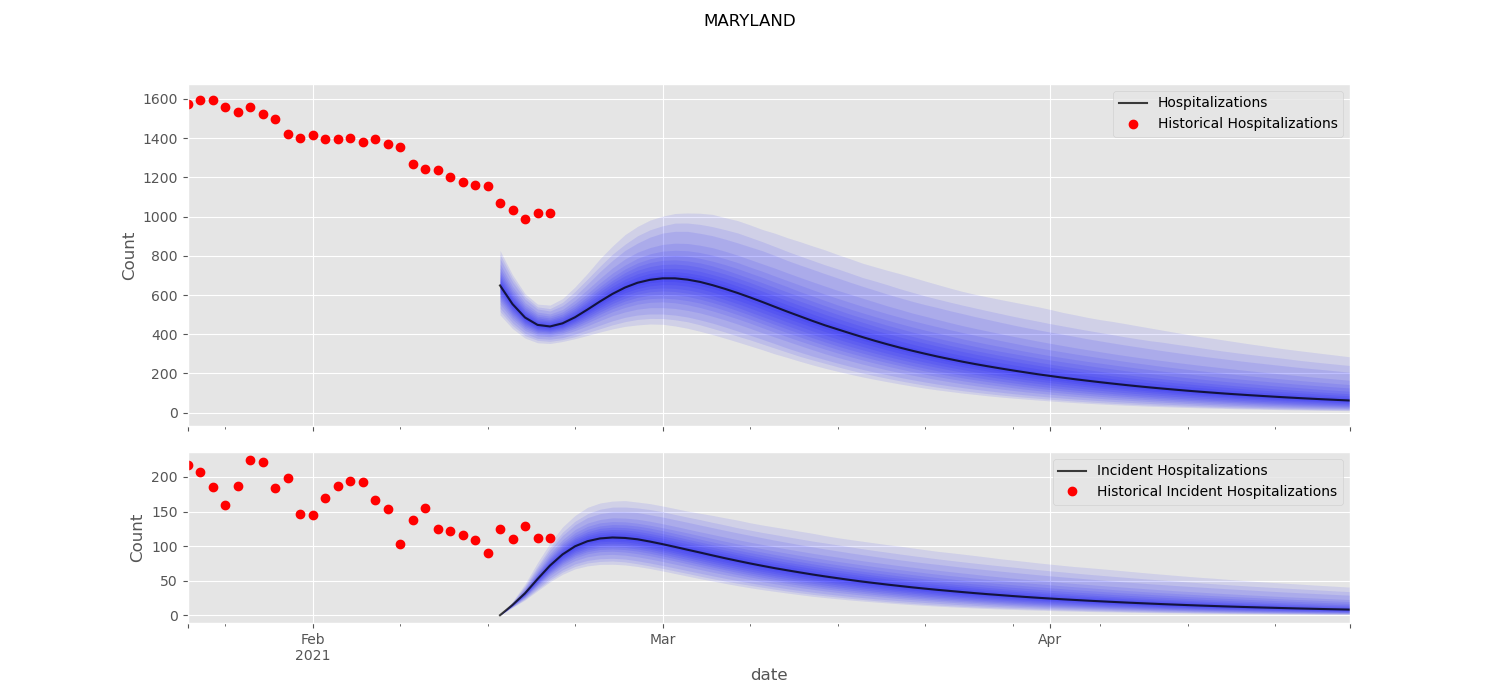 MARYLAND
1600
1400
1200
1000
800
600
400
200
0
Count
Hospitalizations
Historical Hospitalizations
200
150
100
50
0
Count
Incident Hospitalizations
Historical Incident Hospitalizations
Feb
2021
Mar
Apr
date